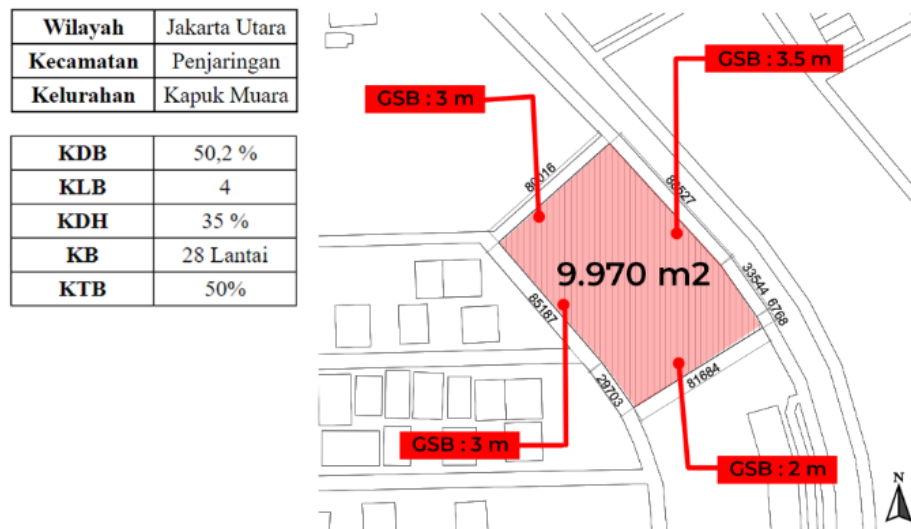 Wilayah Jakarta Utara
Kecamatan Penjaringan
Kelurahan Kapuk Muara
KDB 50,2 %
KLB 4
KDH 35 %
KB 28 Lantai
KTB 50%
GSB : 3.5 m
GSB : 3 m
80016
86527
9.970 m2
33544
6768
85187
81684
29703
GSB : 3 m
GSB : 2 m
N